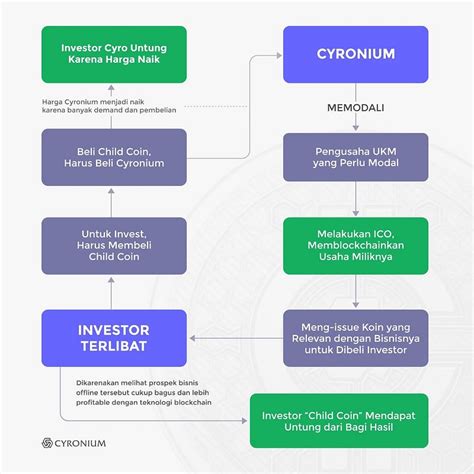 Investor Cyro Untung
Karena Harga Naik
CYRONIUM
Harga Cyronium menjadi naik
karena banyak demand dan pembelian
MEMODALI
Beli Child Coin,
Harus Beli Cyronium
Pengusaha UKM
yang Perlu Modal
Untuk Invest,
Harus Membeli
Child Coin
Melakukan ICO,
Memblockchainkan
Usaha Miliknya
INVESTOR
TERLIBAT
Meng-issue Koin yang
Relevan dengan Bisnisnya
untuk Dibeli Investor
Dikarenakan melihat prospek bisnis
offline tersebut cukup bagus dan lebih
profitable dengan teknologi blockchain
Investor “Child Coin” Mendapat
Untung dari Bagi Hasil
CYRONIUM